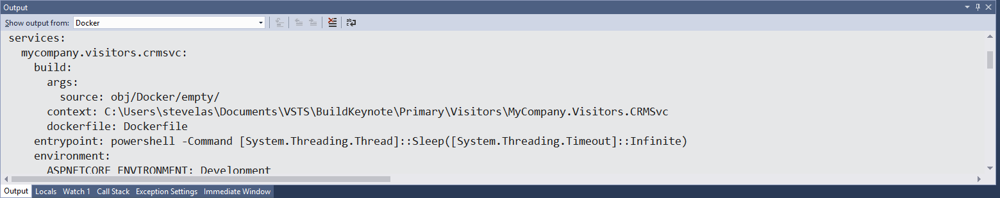 Output
Show output from: Docker
services:
  mycompany.visitors.crmsvc:
    build:
      args:
        source: obj/Docker/empty/
      context: C:\Users\stevelas\Documents\VSTS\BuildKeynote\Primary\Visitors\MyCompany.Visitors.CRMSvc
      dockerfile: Dockerfile
    entrypoint: powershell -Command [System.Threading.Thread]::Sleep([System.Threading.Timeout]::Infinite)
    environment:
      ASPNETCORE_ENVIRONMENT: Development
Output Locals Watch 1 Call Stack Exception Settings Immediate Window